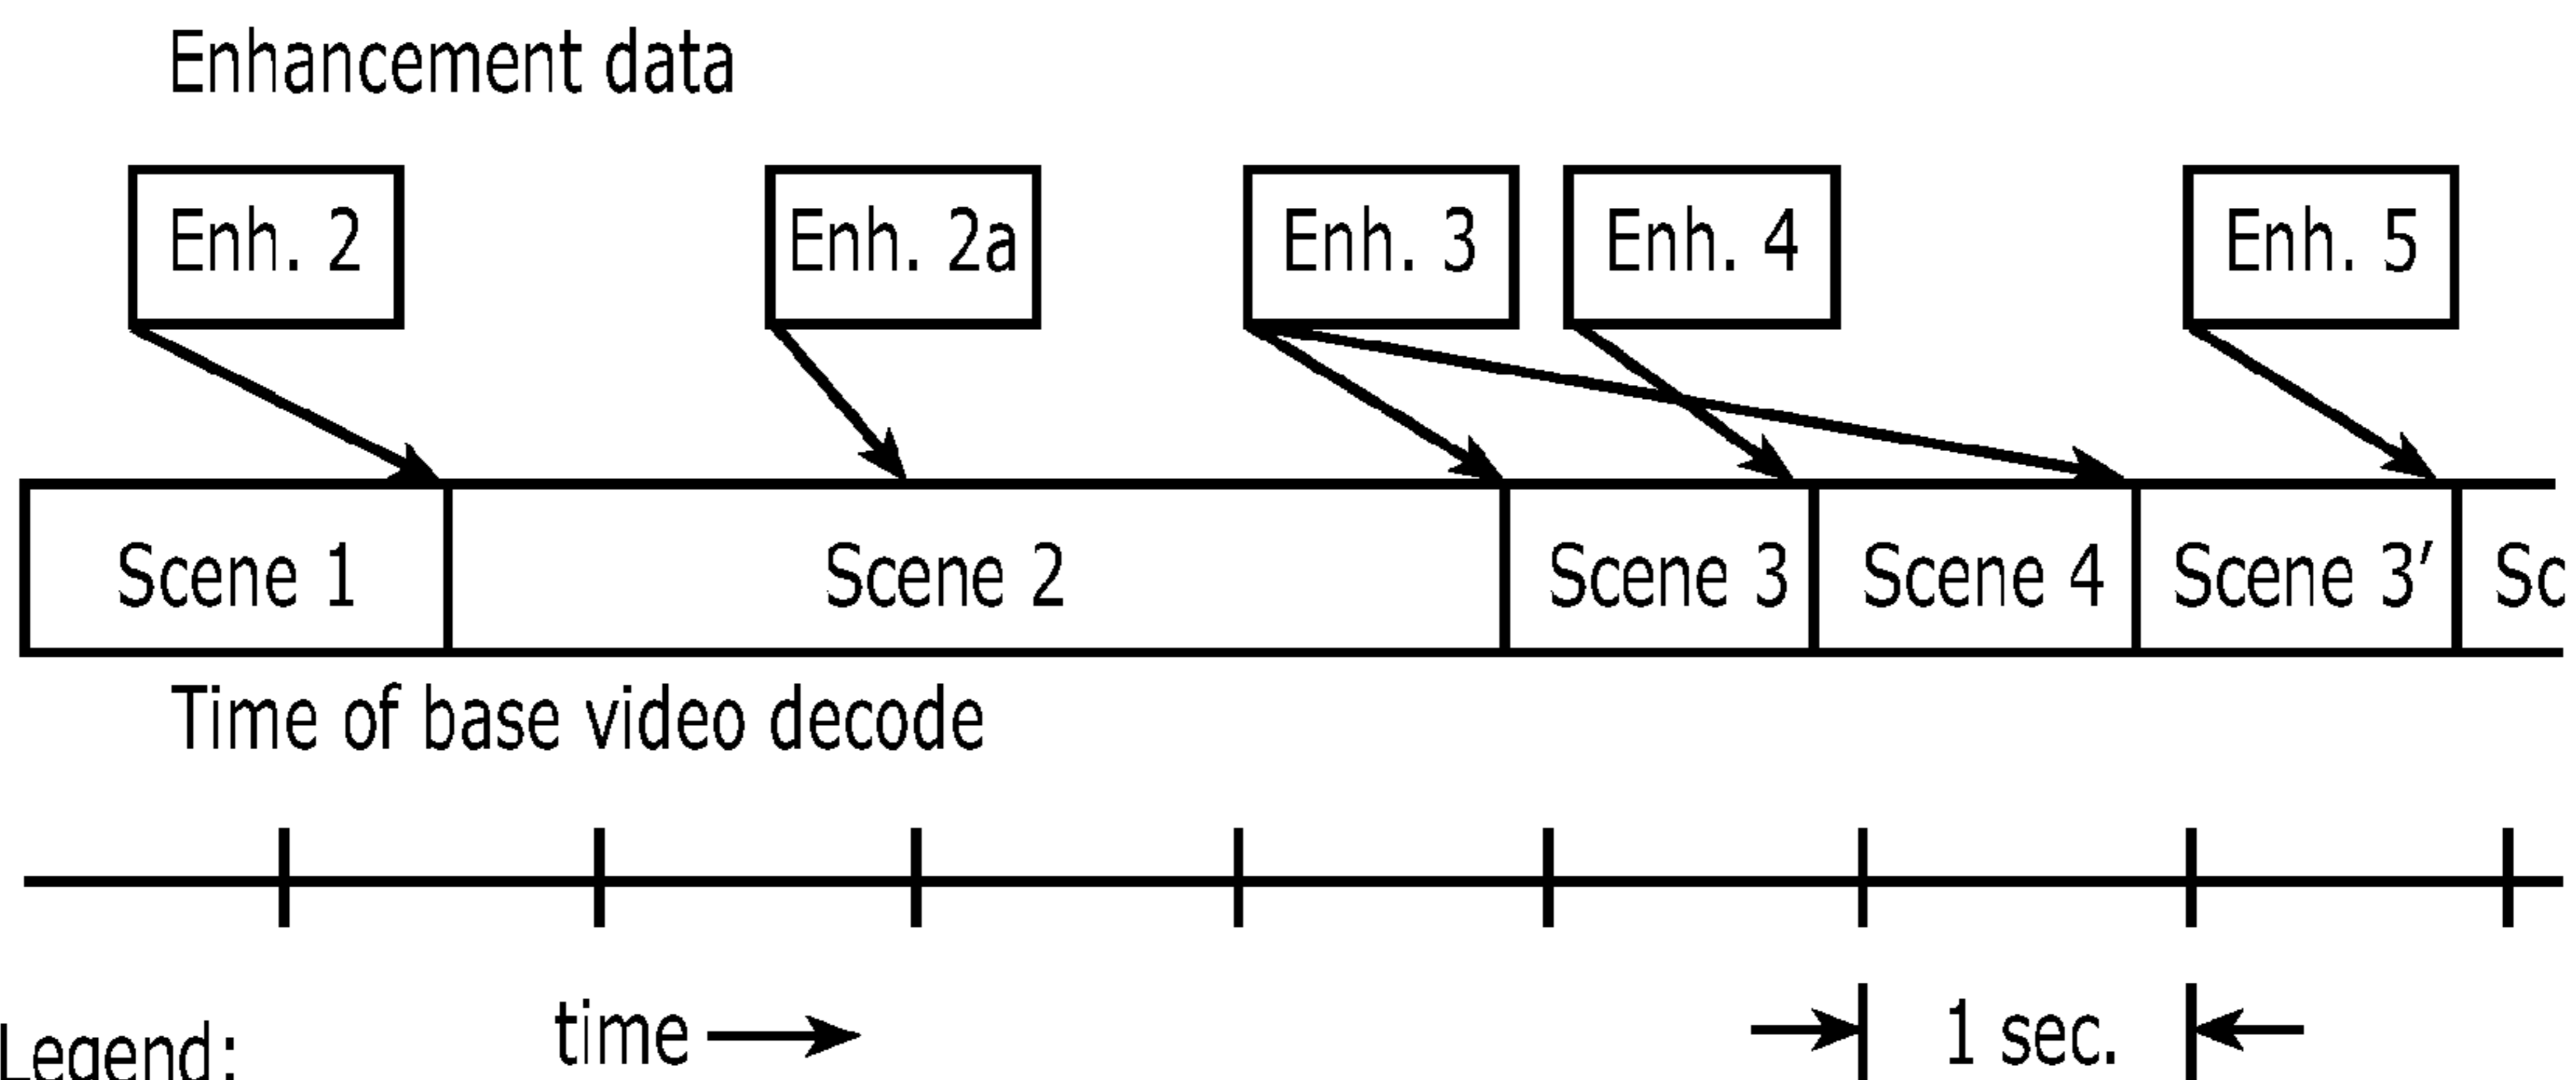 Enhancement data
Enh. 2 Enh. 2a Enh. 3 Enh. 4 Enh. 5
Scene 1 Scene 2 Scene 3 Scene 4 Scene 3′ Sc
Time of base video decode
time 1 sec.
Legend: